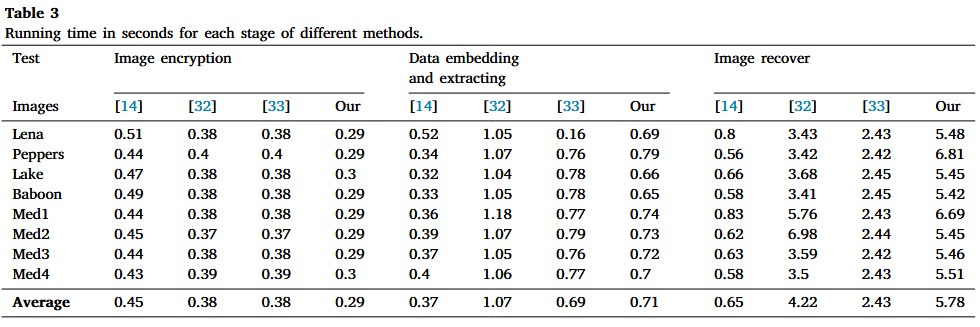 Table 3
Running time in seconds for each stage of different methods.
Test Image encryption Data embedding Image recover
and extracting
Images [14] [32] [33] Our [14] [32] [33] Our [14] [32] [33] Our
Lena 0.51 0.38 0.38 0.29 0.52 1.05 0.16 0.69 0.8 3.43 2.43 5.48
Peppers 0.44 0.4 0.4 0.29 0.34 1.07 0.76 0.79 0.56 3.42 2.42 6.81
Lake 0.47 0.38 0.38 0.3 0.32 1.04 0.78 0.66 0.66 3.68 2.45 5.45
Baboon 0.49 0.38 0.38 0.29 0.33 1.05 0.78 0.65 0.58 3.41 2.45 5.42
Med1 0.44 0.38 0.38 0.29 0.36 1.18 0.77 0.74 0.83 5.76 2.43 6.69
Med2 0.45 0.37 0.37 0.29 0.39 1.07 0.79 0.73 0.62 6.98 2.44 5.45
Med3 0.44 0.38 0.38 0.29 0.37 1.05 0.76 0.72 0.63 3.59 2.42 5.46
Med4 0.43 0.39 0.39 0.3 0.4 1.06 0.77 0.7 0.58 3.5 2.43 5.51
Average 0.45 0.38 0.38 0.29 0.37 1.07 0.69 0.71 0.65 4.22 2.43 5.78